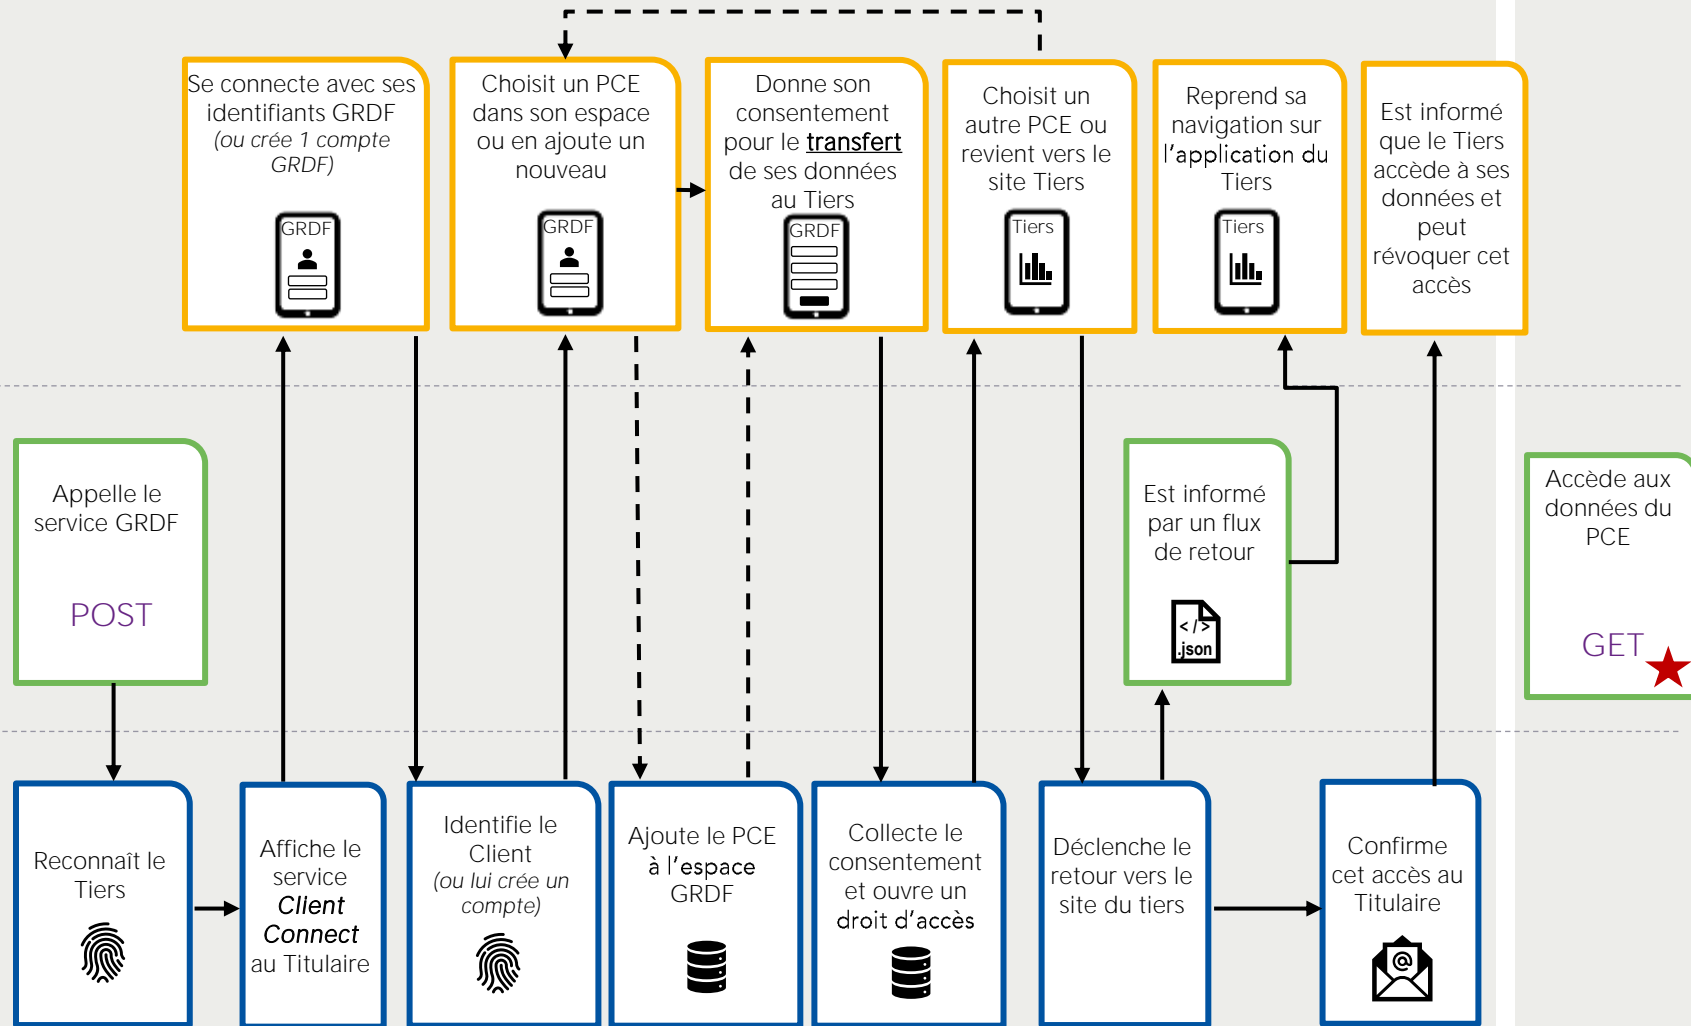 Se connecte avec ses
identifiants GRDF
(ou crée 1 compte
GRDF)
GRDF
Choisit un PCE
dans son espace
ou en ajoute un
nouveau
GRDF
Donne son
consentement
pour le transfert
de ses données
au Tiers
GRDF
Choisit un
autre PCE ou
revient vers le
site Tiers
Tiers
Reprend sa
navigation sur
l'application du
Tiers
Tiers
Est informé
que le Tiers
accède à ses
données et
peut
révoquer cet
accès
Appelle le
service GRDF
POST
Est informé
par un flux
de retour
</>
.json
Accède aux
données du
PCE
GET
Reconnaît le
Tiers
Affiche le
service
Client
Connect
au Titulaire
Identifie le
Client
(ou lui crée un
compte)
Ajoute le PCE
à l'espace
GRDF
Collecte le
consentement
et ouvre un
droit d'accès
Déclenche le
retour vers le
site du tiers
Confirme
cet accès au
Titulaire
@